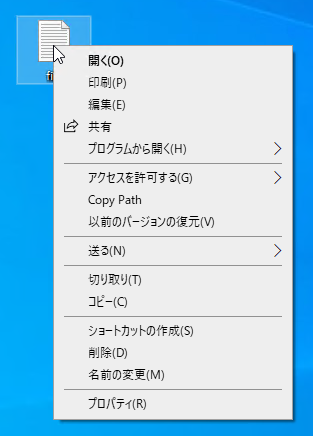 開く(O)
印刷(P)
編集(E)
共有
プログラムから開く(H)
アクセスを許可する(G)
Copy Path
以前のバージョンの復元(V)
送る(N)
切り取り(T)
コピー(C)
ショートカットの作成(S)
削除(D)
名前の変更(M)
プロパティ(R)